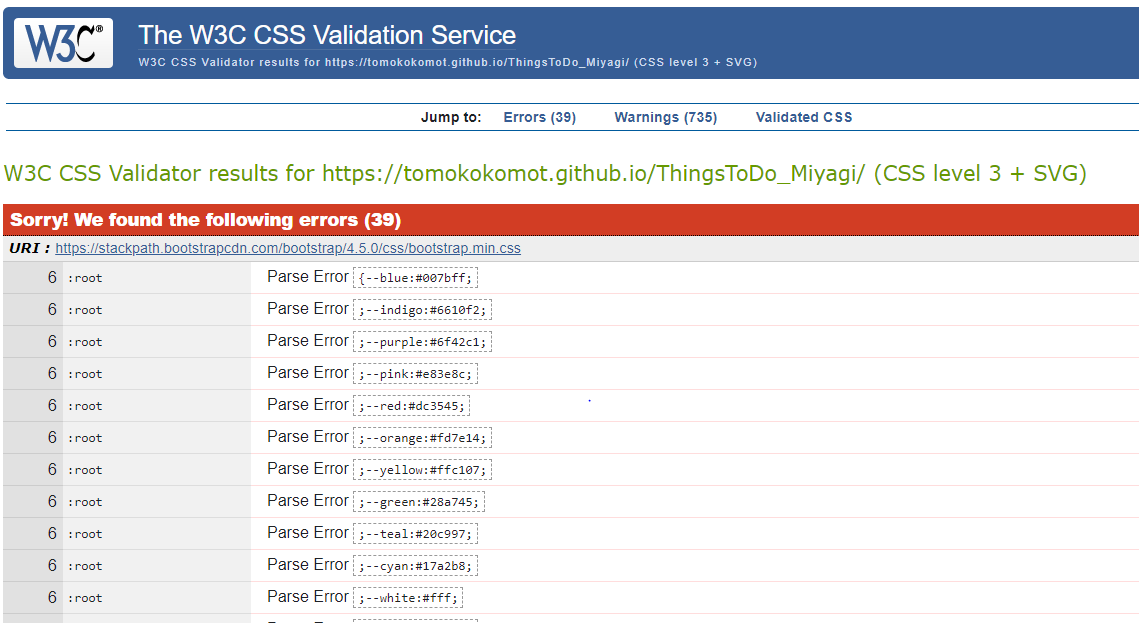 W3C®
The W3C CSS Validation Service
W3C CSS Validator results for https://tomokokomot.github.io/ThingsToDo_Miyagi/ (CSS level 3 + SVG)
Jump to: Errors (39) Warnings (735) Validated CSS
W3C CSS Validator results for https://tomokokomot.github.io/ThingsToDo_Miyagi/ (CSS level 3 + SVG)
Sorry! We found the following errors (39)
URI : https://stackpath.bootstrapcdn.com/bootstrap/4.5.0/css/bootstrap.min.css
6 :root Parse Error {--blue:#007bff;
6 :root Parse Error ;--indigo:#6610f2;
6 :root Parse Error ;--purple:#6f42c1;
6 :root Parse Error ;--pink:#e83e8c;
6 :root Parse Error ;--red:#dc3545;
6 :root Parse Error ;--orange:#fd7e14;
6 :root Parse Error ;--yellow:#ffc107;
6 :root Parse Error ;--green:#28a745;
6 :root Parse Error ;--teal:#20c997;
6 :root Parse Error ;--cyan:#17a2b8;
6 :root Parse Error ;--white:#fff;